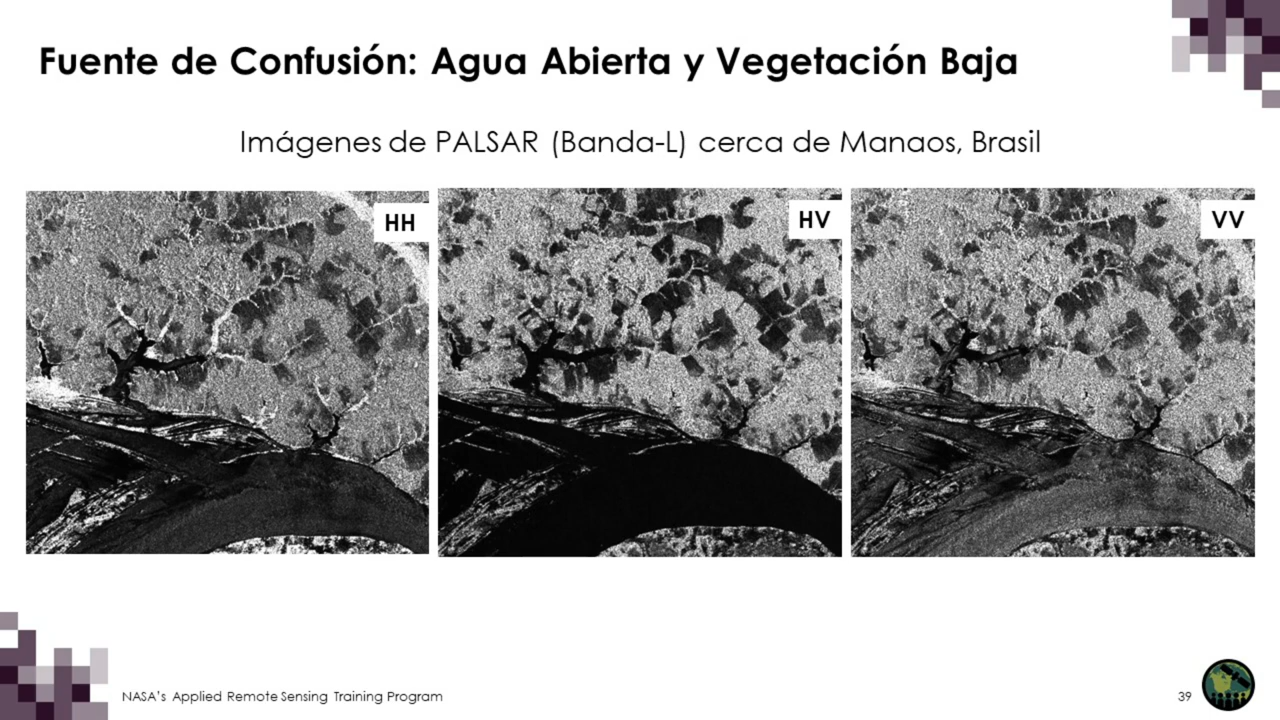 Fuente de Confusión: Agua Abierta y Vegetación Baja
Imágenes de PALSAR (Banda-L) cerca de Manaos, Brasil
HH
HV
VV
NASA's Applied Remote Sensing Training Program
39